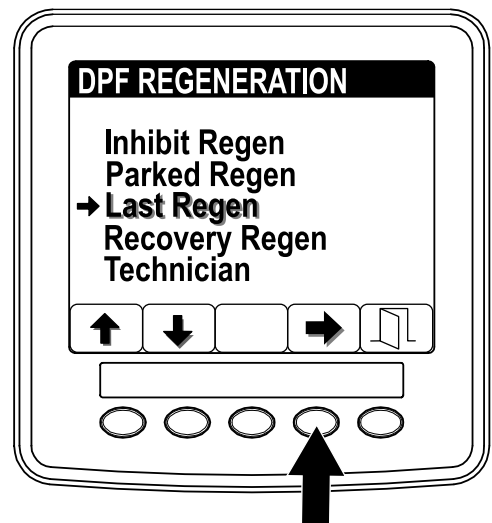 DPF REGENERATION
Inhibit Regen
Parked Regen
Last Regen
Recovery Regen
Technician